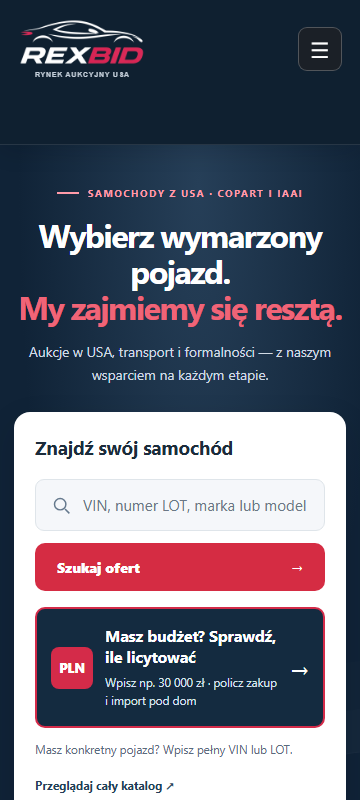 REXBID
RYNEK AUKCYJNY USA
SAMOCHODY Z USA · COPART I IAAI
Wybierz wymarzony
pojazd.
My zajmiemy się resztą.
Aukcje w USA, transport i formalności — z naszym
wsparciem na każdym etapie.
Znajdź swój samochód
VIN, numer LOT, marka lub model
Szukaj ofert →
Masz budżet? Sprawdź,
ile licytować
PLN →
Wpisz np. 30 000 zł · policz zakup
i import pod dom
Masz konkretny pojazd? Wpisz pełny VIN lub LOT.
Przeglądaj cały katalog ↗